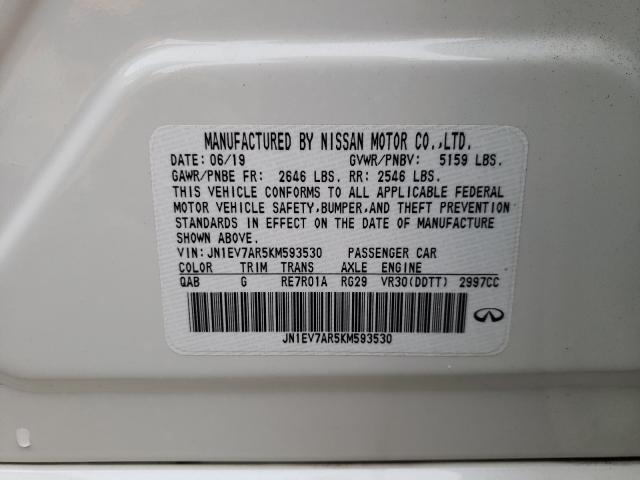 MANUFACTURED BY NISSAN MOTOR CO.,LTD.
DATE: 06/19 GVWR/PNBV: 5159 LBS.
GAWR/PNBE FR: 2646 LBS. RR: 2546 LBS.
THIS VEHICLE CONFORMS TO ALL APPLICABLE FEDERAL
MOTOR VEHICLE SAFETY,BUMPER,AND THEFT PREVENTION
STANDARDS IN EFFECT ON THE DATE OF MANUFACTURE
SHOWN ABOVE.
VIN:JN1EV7AR5KM593530 PASSENGER CAR
COLOR TRIM TRANS AXLE ENGINE
QAB G RE7R01A RG29 VR30(DDTT) 2997CC
JN1EV7AR5KM593530